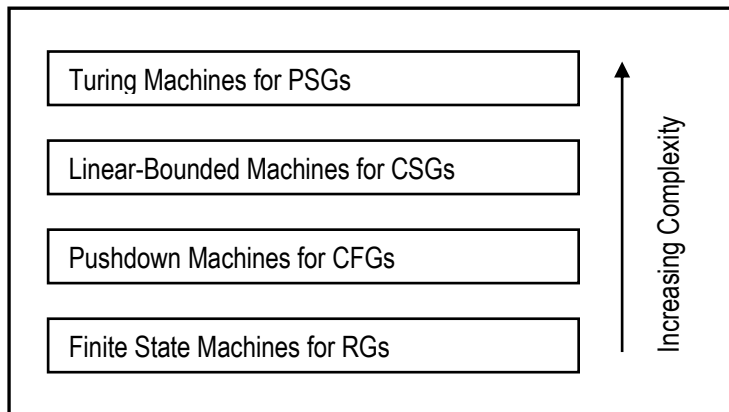 Turing Machines for PSGs
Linear-Bounded Machines for CSGs
Pushdown Machines for CFGs
Finite State Machines for RGs
Increasing Complexity